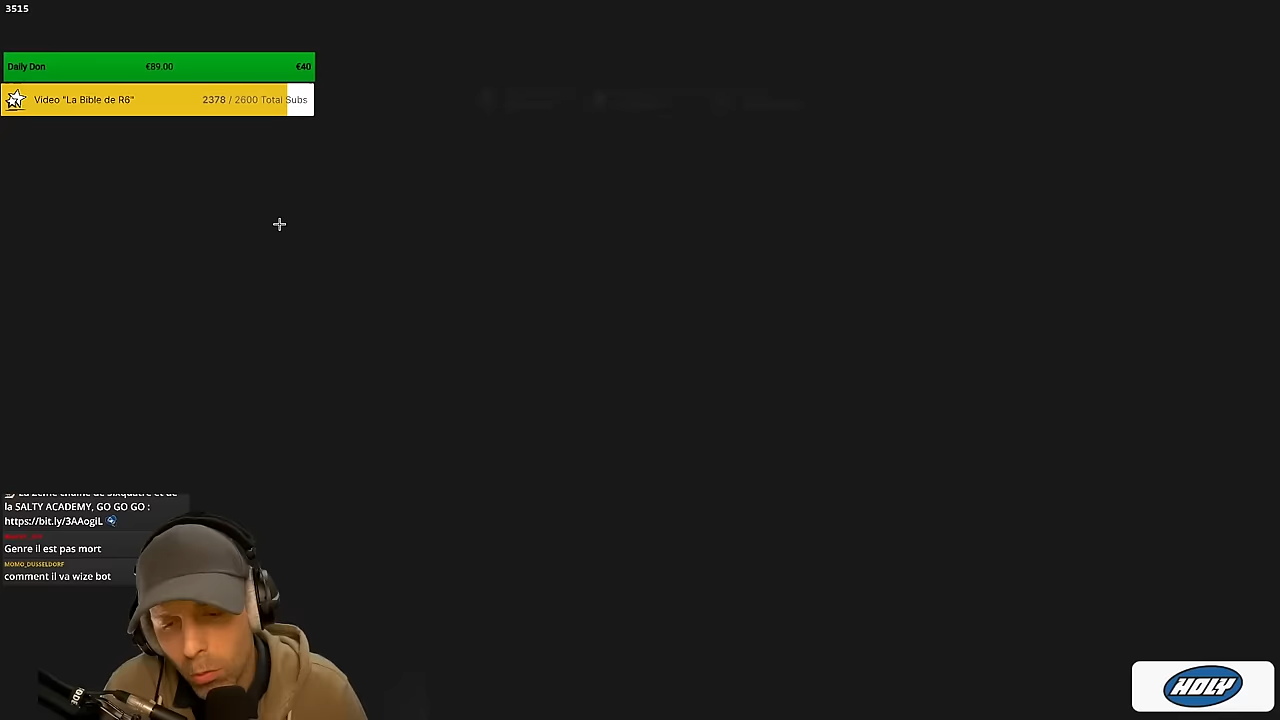 3515
Daily Don €89.00 €40
Video "La Bible de R6" 2378 / 2600 Total Subs
la SALTY ACADEMY, GO GO GO :
https://bit.ly/3AAogiL
Genre il est pas mort
MOMO_DUSSELDORF
comment il va wize bot
HOLY